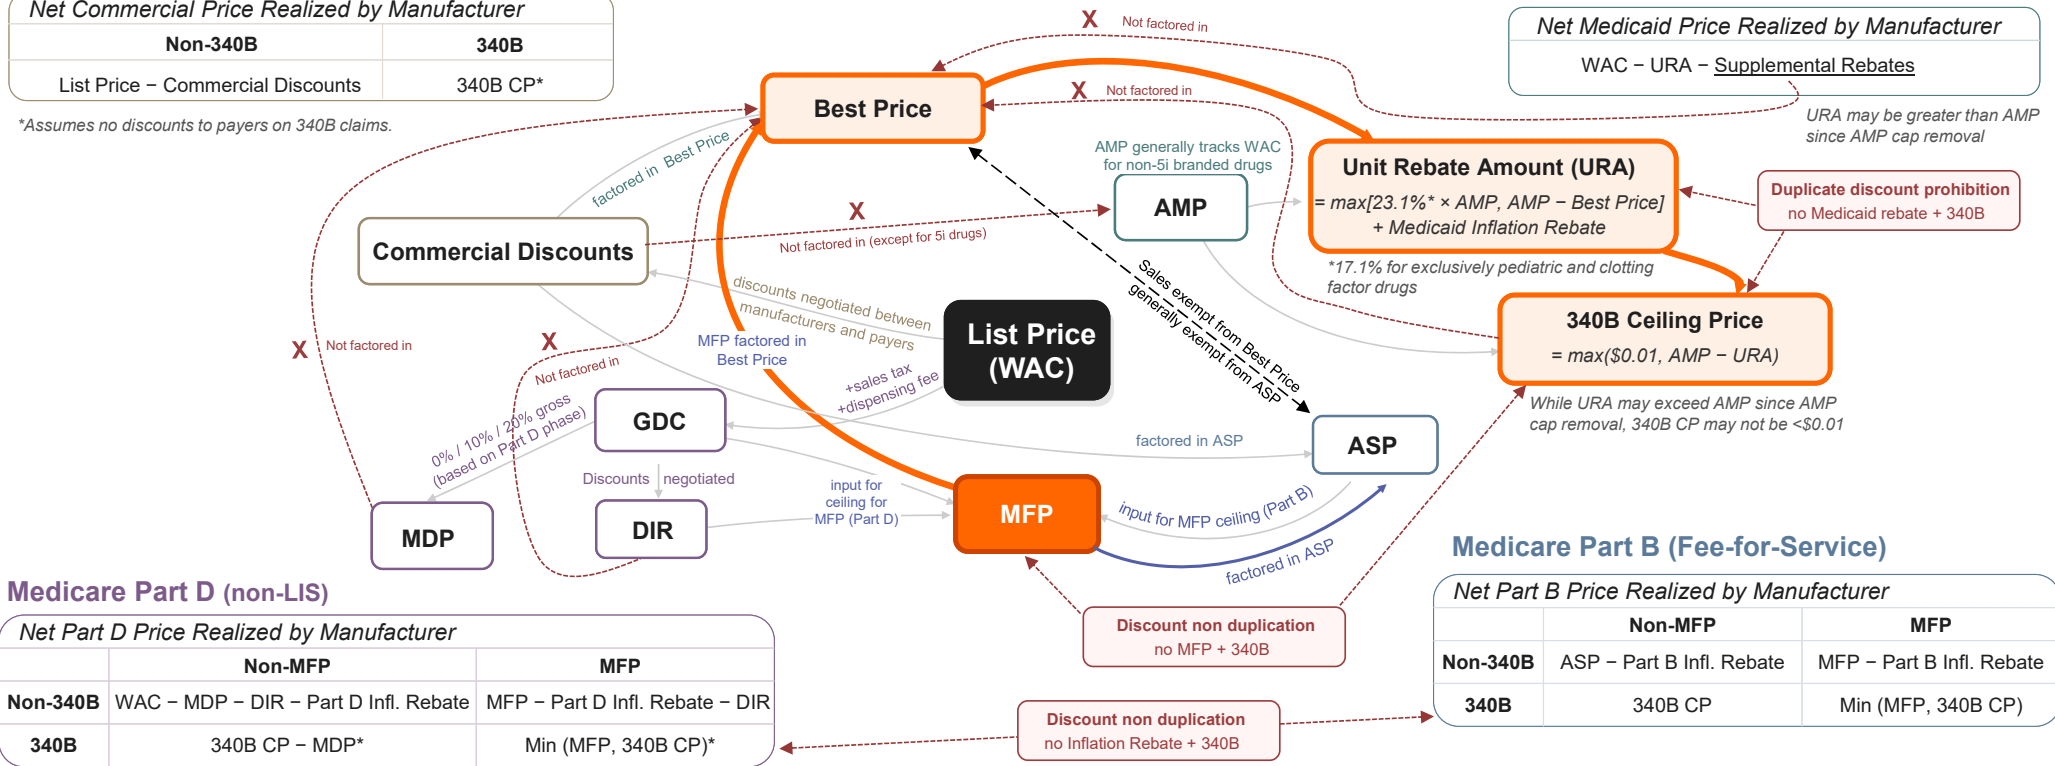 Net Commercial Price Realized by Manufacturer
Non-340B 340B
List Price − Commercial Discounts 340B CP*
*Assumes no discounts to payers on 340B claims.
X Not factored in
X Not factored in
Net Medicaid Price Realized by Manufacturer
WAC − URA − Supplemental Rebates
URA may be greater than AMP
since AMP cap removal
Best Price
factored in Best Price
AMP generally tracks WAC
for non-5i branded drugs
AMP
Unit Rebate Amount (URA)
= max[23.1%* × AMP, AMP − Best Price]
+ Medicaid Inflation Rebate
*17.1% for exclusively pediatric and clotting
factor drugs
Duplicate discount prohibition
no Medicaid rebate + 340B
Commercial Discounts
X
Not factored in (except for 5i drugs)
discounts negotiated between
manufacturers and payers
List Price
(WAC)
Sales exempt from Best Price
generally exempt from ASP
340B Ceiling Price
= max($0.01, AMP − URA)
While URA may exceed AMP since AMP
cap removal, 340B CP may not be <$0.01
X Not factored in
X
Not factored in
MFP factored in
Best Price
+sales tax
+dispensing fee
GDC
0% / 10% / 20% gross
(based on Part D phase)
Discounts negotiated
MDP
DIR
input for
ceiling for
MFP (Part D)
MFP
factored in ASP
ASP
input for MFP ceiling (Part B)
factored in ASP
Discount non duplication
no MFP + 340B
Discount non duplication
no Inflation Rebate + 340B
Medicare Part D (non-LIS)
Net Part D Price Realized by Manufacturer
Non-MFP MFP
Non-340B WAC − MDP − DIR − Part D Infl. Rebate MFP − Part D Infl. Rebate − DIR
340B 340B CP − MDP* Min (MFP, 340B CP)*
Medicare Part B (Fee-for-Service)
Net Part B Price Realized by Manufacturer
Non-MFP MFP
Non-340B ASP − Part B Infl. Rebate MFP − Part B Infl. Rebate
340B 340B CP Min (MFP, 340B CP)